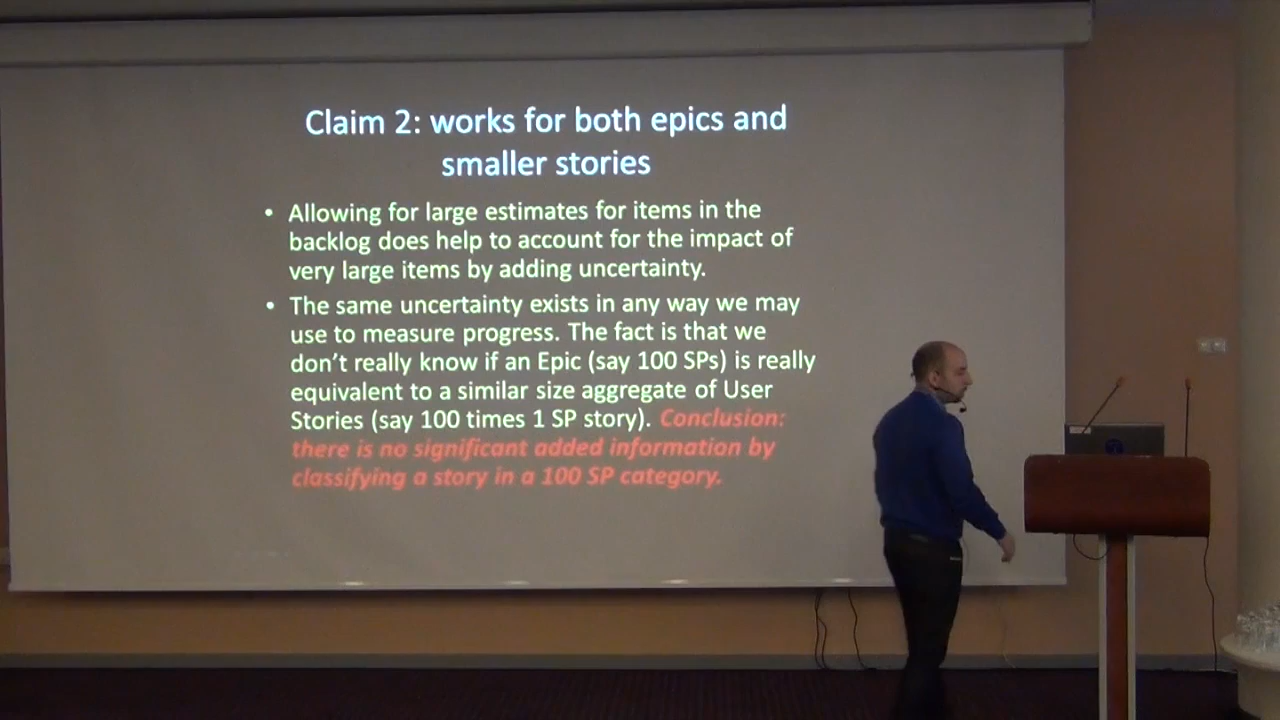 Claim 2: works for both epics and
smaller stories
• Allowing for large estimates for items in the
backlog does help to account for the impact of
very large items by adding uncertainty.
• The same uncertainty exists in any way we may
use to measure progress. The fact is that we
don't really know if an Epic (say 100 SPs) is really
equivalent to a similar size aggregate of User
Stories (say 100 times 1 SP story). Conclusion:
there is no significant added information by
classifying a story in a 100 SP category.